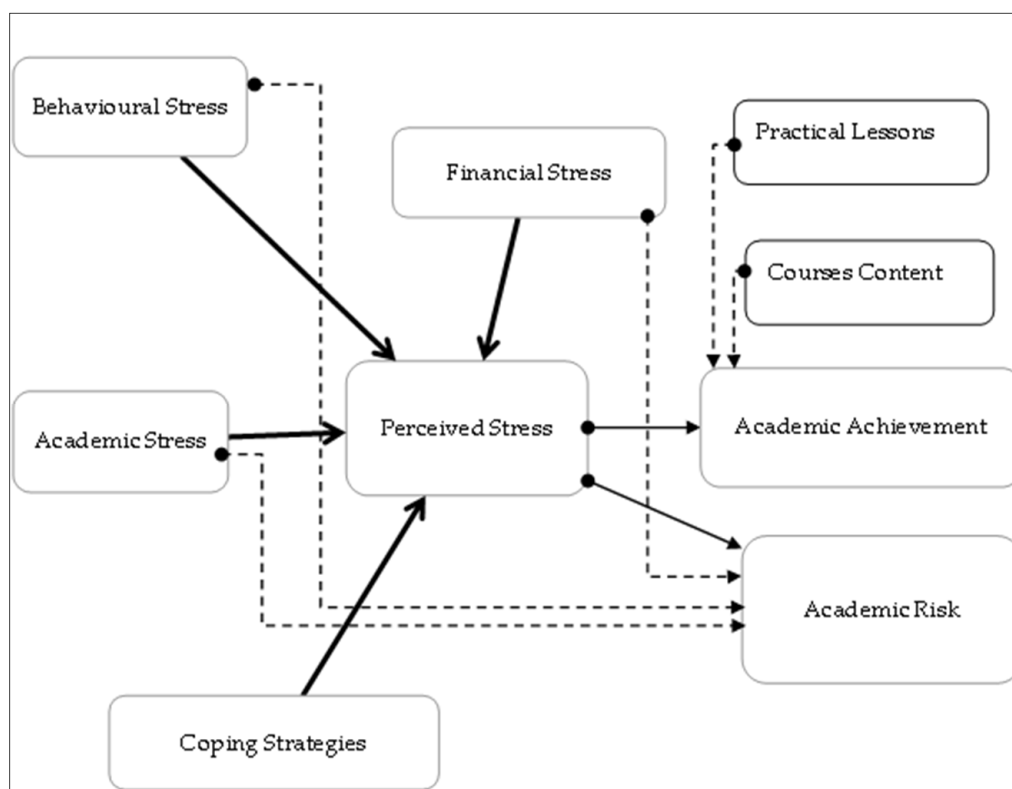 Behavioural Stress
Practical Lessons
Financial Stress
Courses Content
Perceived Stress
Academic Achievement
Academic Stress
Academic Risk
Coping Strategies